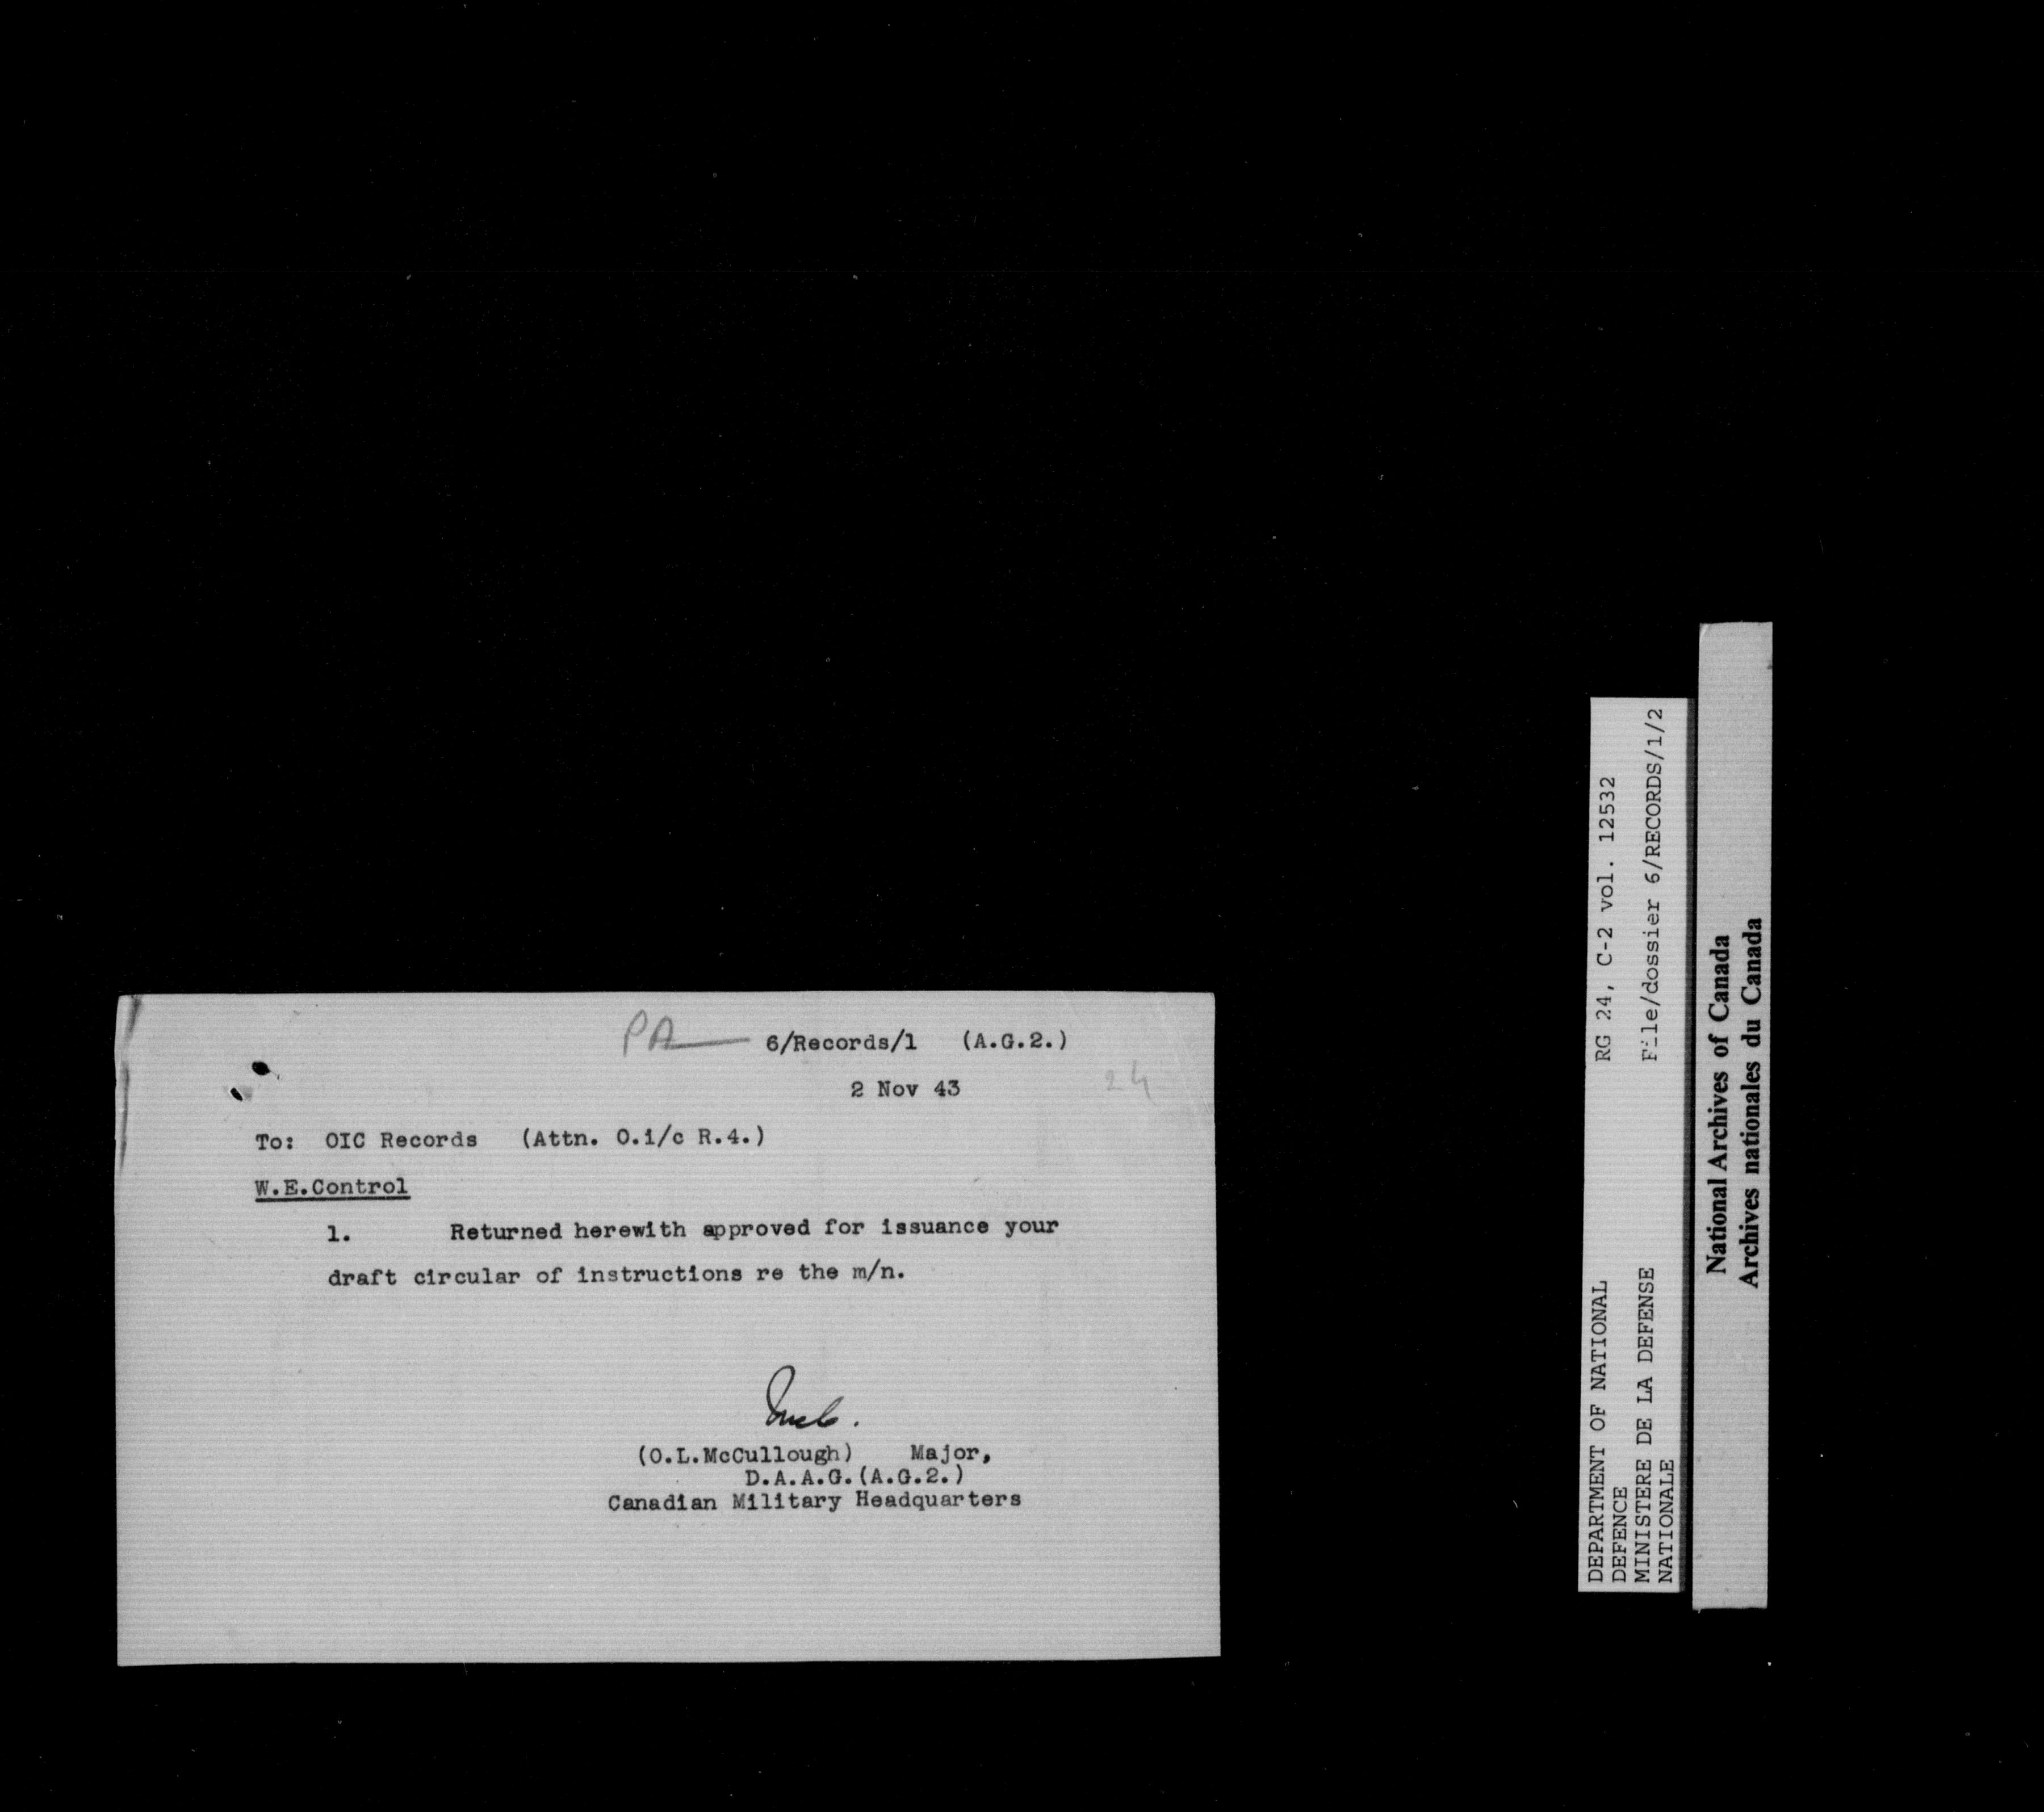 PA 6/Records/1 (A.G.2.)
2 Nov 43
24
To: OIC Records (Attn. O.i/c R.4.)
W.E.Control
1. Returned herewith approved for issuance your
draft circular of instructions re the m/n.
McC.
(O.L.McCullough) Major,
D.A.A.G.(A.G.2.)
Canadian Military Headquarters
DEPARTMENT OF NATIONAL
DEFENCE
MINISTERE DE LA DEFENSE
NATIONALE
RG 24, C-2 vol. 12532
File/dossier 6/RECORDS/1/2
National Archives of Canada
Archives nationales du Canada